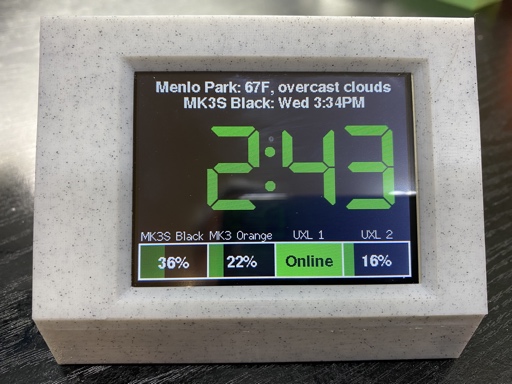 Menlo Park: 67F, overcast clouds
MK3S Black: Wed 3:34PM
2:43
MK3S Black MK3 Orange UXL 1 UXL 2
36% 22% Online 16%